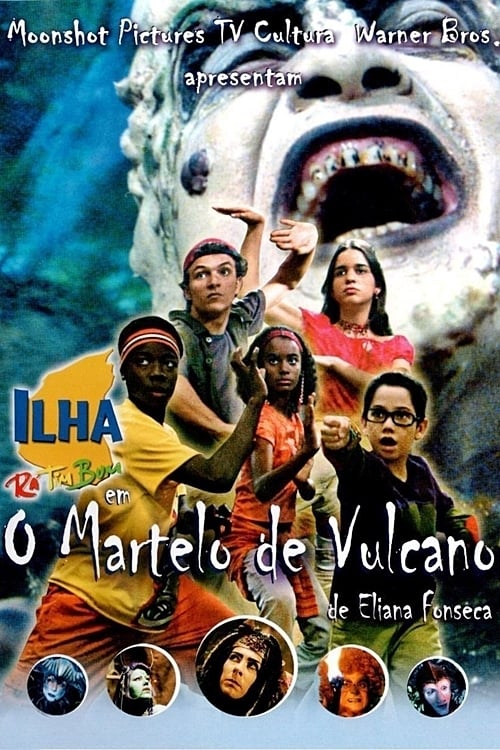 Moonshot Pictures TV Cultura Warner Bros.
apresentam
ILHA
Rá Tim Bum
em
O Martelo de Vulcano
de Eliana Fonseca